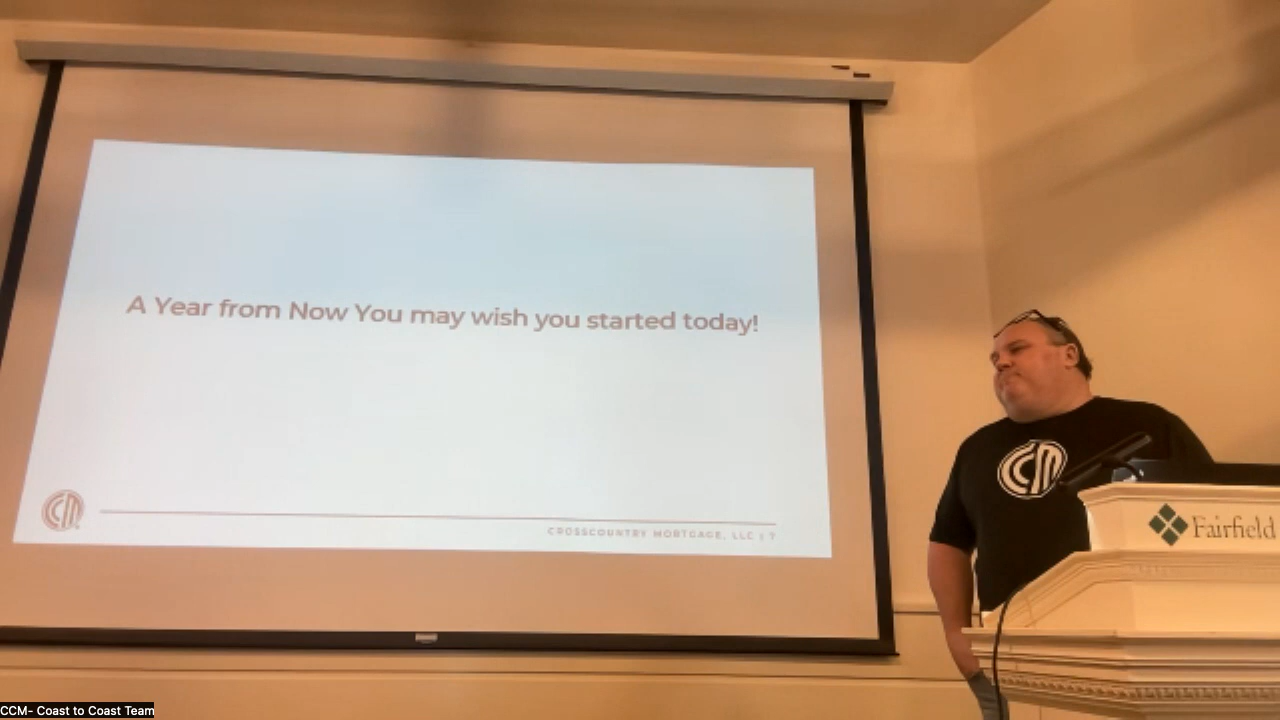 A Year from Now You may wish you started today!
CM
CROSSCOUNTRY MORTGAGE, LLC | 7
CM
Fairfield
CCM- Coast to Coast Team